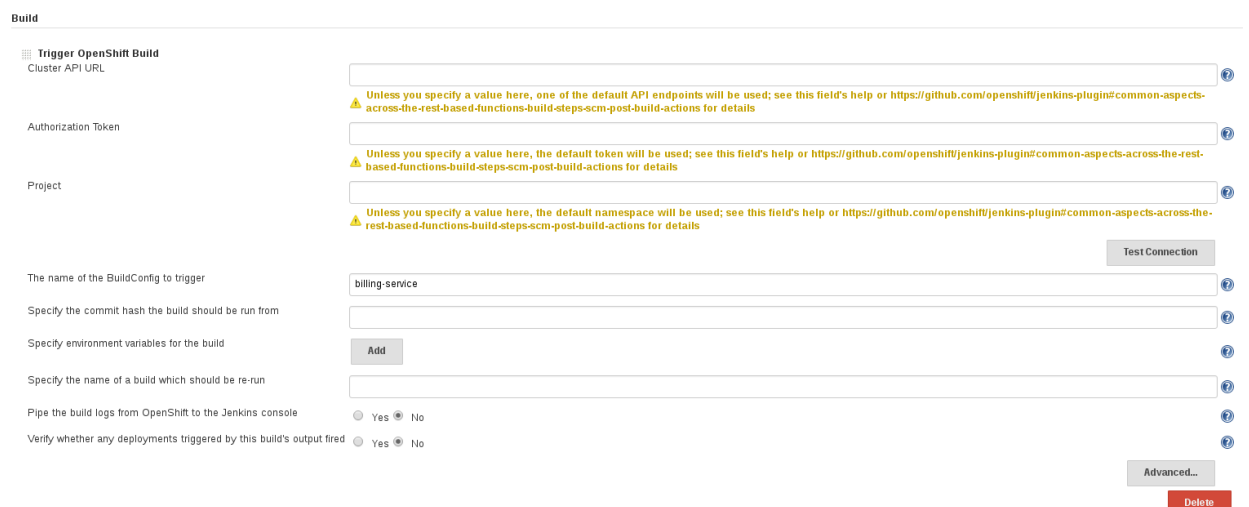 Build
Trigger OpenShift Build
Cluster API URL
Unless you specify a value here, one of the default API endpoints will be used; see this field's help or https://github.com/openshift/jenkins-plugin#common-aspects-
across-the-rest-based-functions-build-steps-scm-post-build-actions for details
Authorization Token
Unless you specify a value here, the default token will be used; see this field's help or https://github.com/openshift/jenkins-plugin#common-aspects-across-the-rest-
based-functions-build-steps-scm-post-build-actions for details
Project
Unless you specify a value here, the default namespace will be used; see this field's help or https://github.com/openshift/jenkins-plugin#common-aspects-across-the-
rest-based-functions-build-steps-scm-post-build-actions for details
Test Connection
The name of the BuildConfig to trigger
billing-service
Specify the commit hash the build should be run from
Specify environment variables for the build
Add
Specify the name of a build which should be re-run
Pipe the build logs from OpenShift to the Jenkins console
Yes No
Verify whether any deployments triggered by this build's output fired
Yes No
Advanced...
Delete